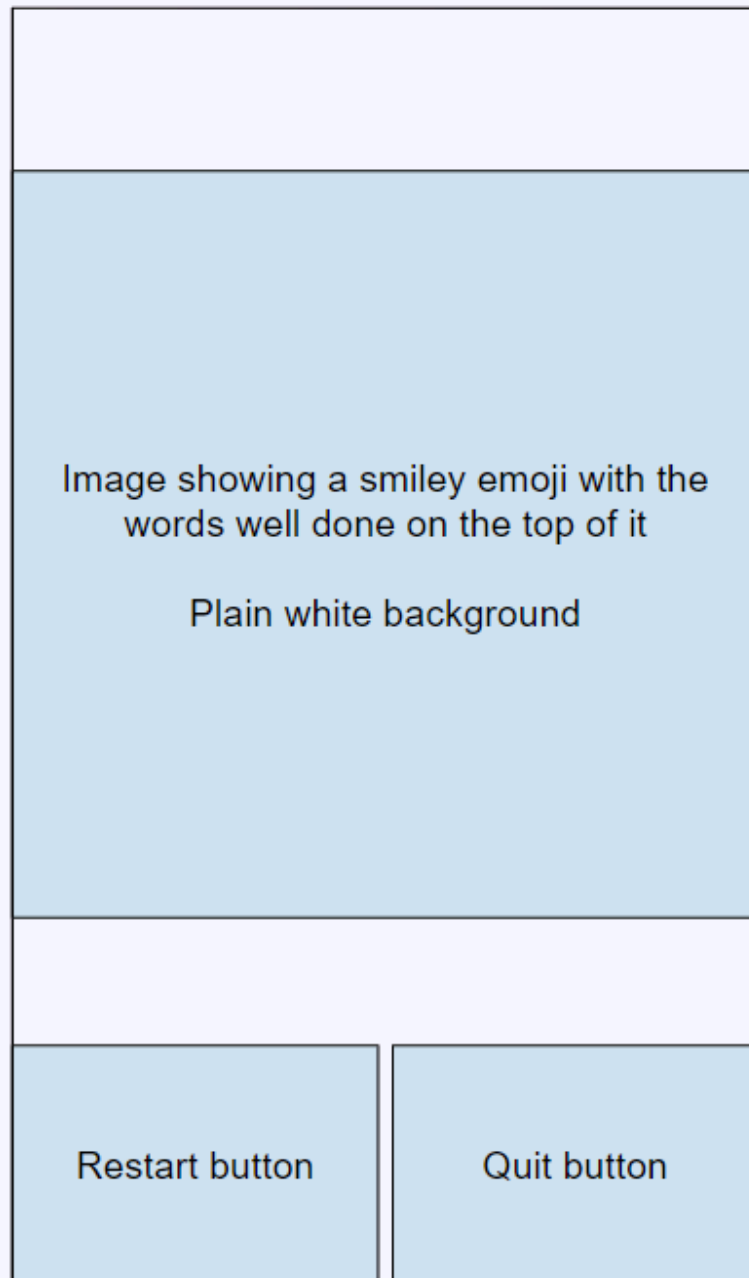 Image showing a smiley emoji with the
words well done on the top of it
Plain white background
Restart button
Quit button